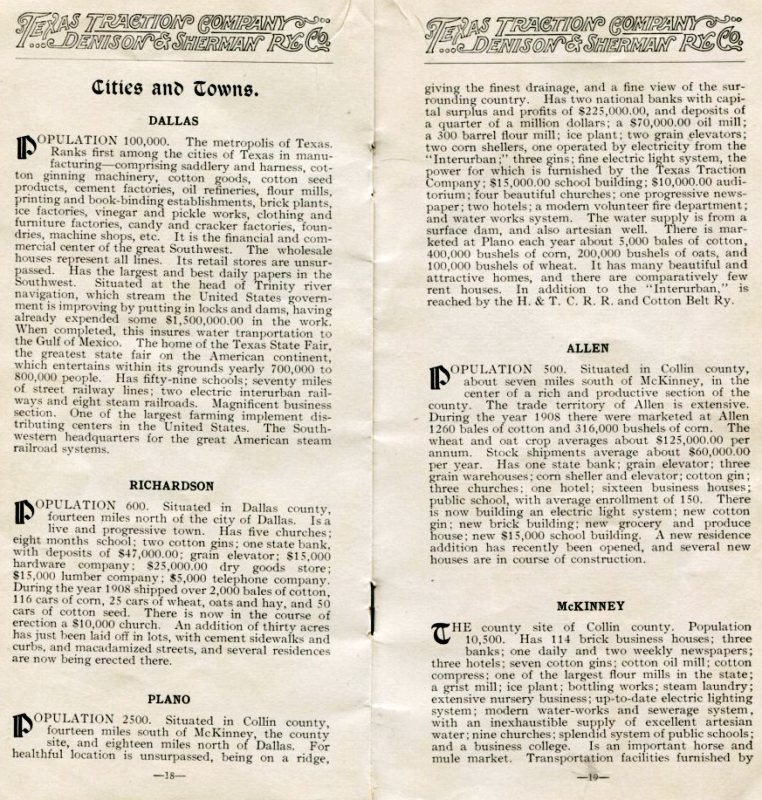 TEXAS TRACTION COMPANY
DENISON & SHERMAN RY. CO.
Cities and Towns.
DALLAS
POPULATION 100,000. The metropolis of Texas.
Ranks first among the cities of Texas in manu-
facturing—comprising saddlery and harness, cot-
ton ginning machinery, cotton goods, cotton seed
products, cement factories, oil refineries, flour mills,
printing and book-binding establishments, brick plants,
ice factories, vinegar and pickle works, clothing and
furniture factories, candy and cracker factories, foun-
dries, machine shops, etc. It is the financial and com-
mercial center of the great Southwest. The wholesale
houses represent all lines. Its retail stores are unsur-
passed. Has the largest and best daily papers in the
Southwest. Situated at the head of Trinity river
navigation, which stream the United States govern-
ment is improving by putting in locks and dams, having
already expended some $1,500,000.00 in the work.
When completed, this insures water tranportation to
the Gulf of Mexico. The home of the Texas State Fair,
the greatest state fair on the American continent,
which entertains within its grounds yearly 700,000 to
800,000 people. Has fifty-nine schools; seventy miles
of street railway lines; two electric interurban rail-
ways and eight steam railroads. Magnificent business
section. One of the largest farming implement dis-
tributing centers in the United States. The South-
western headquarters for the great American steam
railroad systems.
RICHARDSON
POPULATION 600. Situated in Dallas county,
fourteen miles north of the city of Dallas. Is a
live and progressive town. Has five churches;
eight months school; two cotton gins; one state bank,
with deposits of $47,000.00; grain elevator; $15,000
hardware company; $25,000.00 dry goods store;
$15,000 lumber company; $5,000 telephone company.
During the year 1908 shipped over 2,000 bales of cotton,
116 cars of corn, 25 cars of wheat, oats and hay, and 50
cars of cotton seed. There is now in the course of
erection a $10,000 church. An addition of thirty acres
has just been laid off in lots, with cement sidewalks and
curbs, and macadamized streets, and several residences
are now being erected there.
PLANO
POPULATION 2500. Situated in Collin county,
fourteen miles south of McKinney, the county
site, and eighteen miles north of Dallas. For
healthful location is unsurpassed, being on a ridge,
—18—
TEXAS TRACTION COMPANY
DENISON & SHERMAN RY. CO.
giving the finest drainage, and a fine view of the sur-
rounding country. Has two national banks with capi-
tal surplus and profits of $225,000.00, and deposits of
a quarter of a million dollars; a $70,000.00 oil mill;
a 300 barrel flour mill; ice plant; two grain elevators;
two corn shellers, one operated by electricity from the
"Interurban;" three gins; fine electric light system, the
power for which is furnished by the Texas Traction
Company; $15,000 school building; $10,000.00 audi-
torium; four beautiful churches; one progressive news-
paper; two hotels; a modern volunteer fire department;
and water works system. The water supply is from a
surface dam, and also artesian well. There is mar-
keted at Plano each year about 5,000 bales of cotton,
400,000 bushels of corn, 200,000 bushels of oats, and
100,000 bushels of wheat. It has many beautiful and
attractive homes, and there are comparatively few
rent houses. In addition to the "Interurban," is
reached by the H. & T. C. R. R. and Cotton Belt Ry.
ALLEN
POPULATION 500. Situated in Collin county,
about seven miles south of McKinney, in the
center of a rich and productive section of the
county. The trade territory of Allen is extensive.
During the year 1908 there were marketed at Allen
1260 bales of cotton and 316,000 bushels of corn. The
wheat and oat crop averages about $125,000.00 per
annum. Stock shipments average about $60,000.00
per year. Has one state bank; grain elevator; three
grain warehouses; corn sheller and elevator; cotton gin;
three churches; one hotel; sixteen business houses;
public school, with average enrollment of 150. There
is now building an electric light system; new cotton
gin; new brick building; new grocery and produce
house; new $15,000 school building. A new residence
addition has recently been opened, and several new
houses are in course of construction.
McKINNEY
THE county site of Collin county. Population
10,500. Has 114 brick business houses; three
banks; one daily and two weekly newspapers;
three hotels; seven cotton gins; cotton oil mill; cotton
compress; one of the largest flour mills in the state;
a grist mill; ice plant; bottling works; steam laundry;
extensive nursery business; up-to-date electric lighting
system; modern water-works and sewerage system,
with an inexhaustible supply of excellent artesian
water; nine churches; splendid system of public schools;
and a business college. Is an important horse and
mule market. Transportation facilities furnished by
—19—